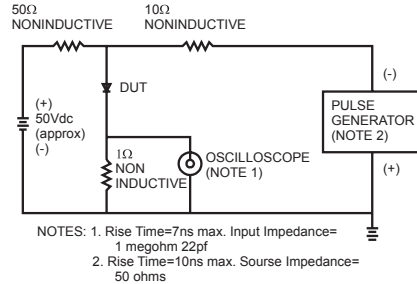 50Ω
NONINDUCTIVE
10Ω
NONINDUCTIVE
DUT
(+)
50Vdc
(approx)
(-)
1Ω
NON
INDUCTIVE
OSCILLOSCOPE
(NOTE 1)
(-)
PULSE
GENERATOR
(NOTE 2)
(+)
NOTES: 1. Rise Time=7ns max. Input Impedance=
1 megohm 22pf
2. Rise Time=10ns max. Sourse Impedance=
50 ohms